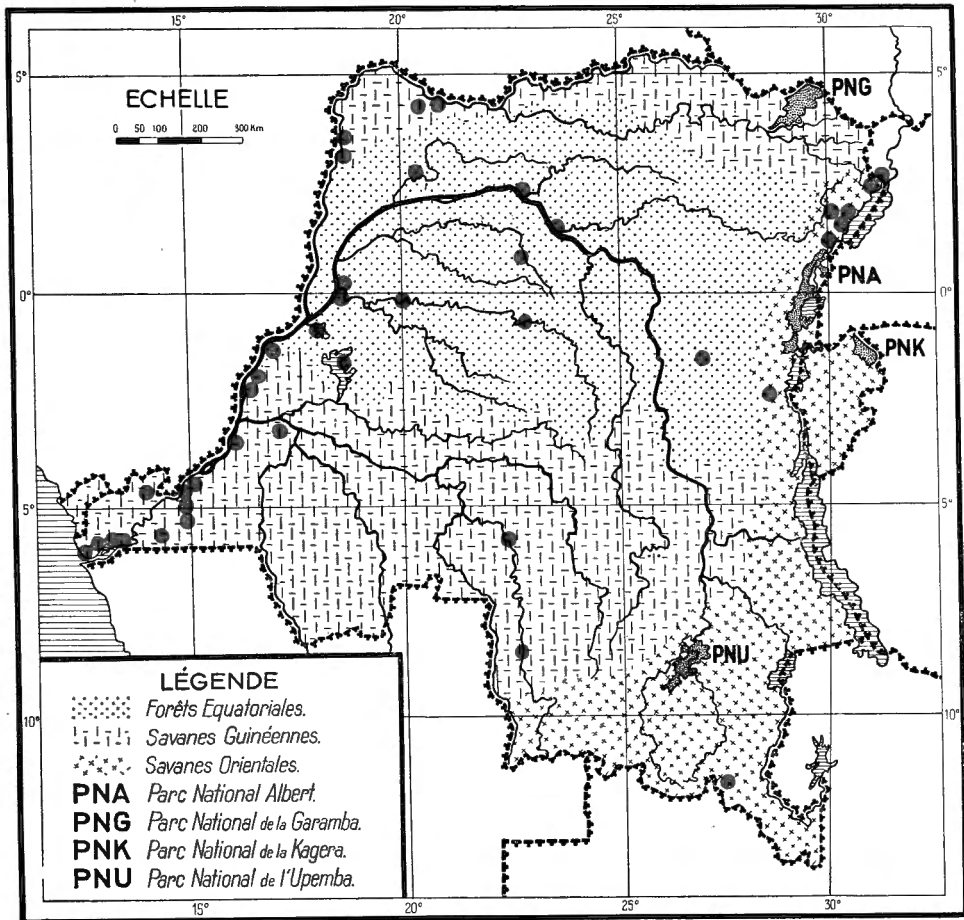 15° 20° 25° 30°
5° 5°
ECHELLE
0 50 100 200 300 Km
PNG
PNA
0° 0°
PNK
5° 5°
PNU
LÉGENDE
Forêts Equatoriales.
Savanes Guinéennes.
Savanes Orientales.
PNA Parc National Albert.
PNG Parc National de la Garamba.
PNK Parc National de la Kagera.
PNU Parc National de l'Upemba.
10° 10°
15° 20° 25° 30°